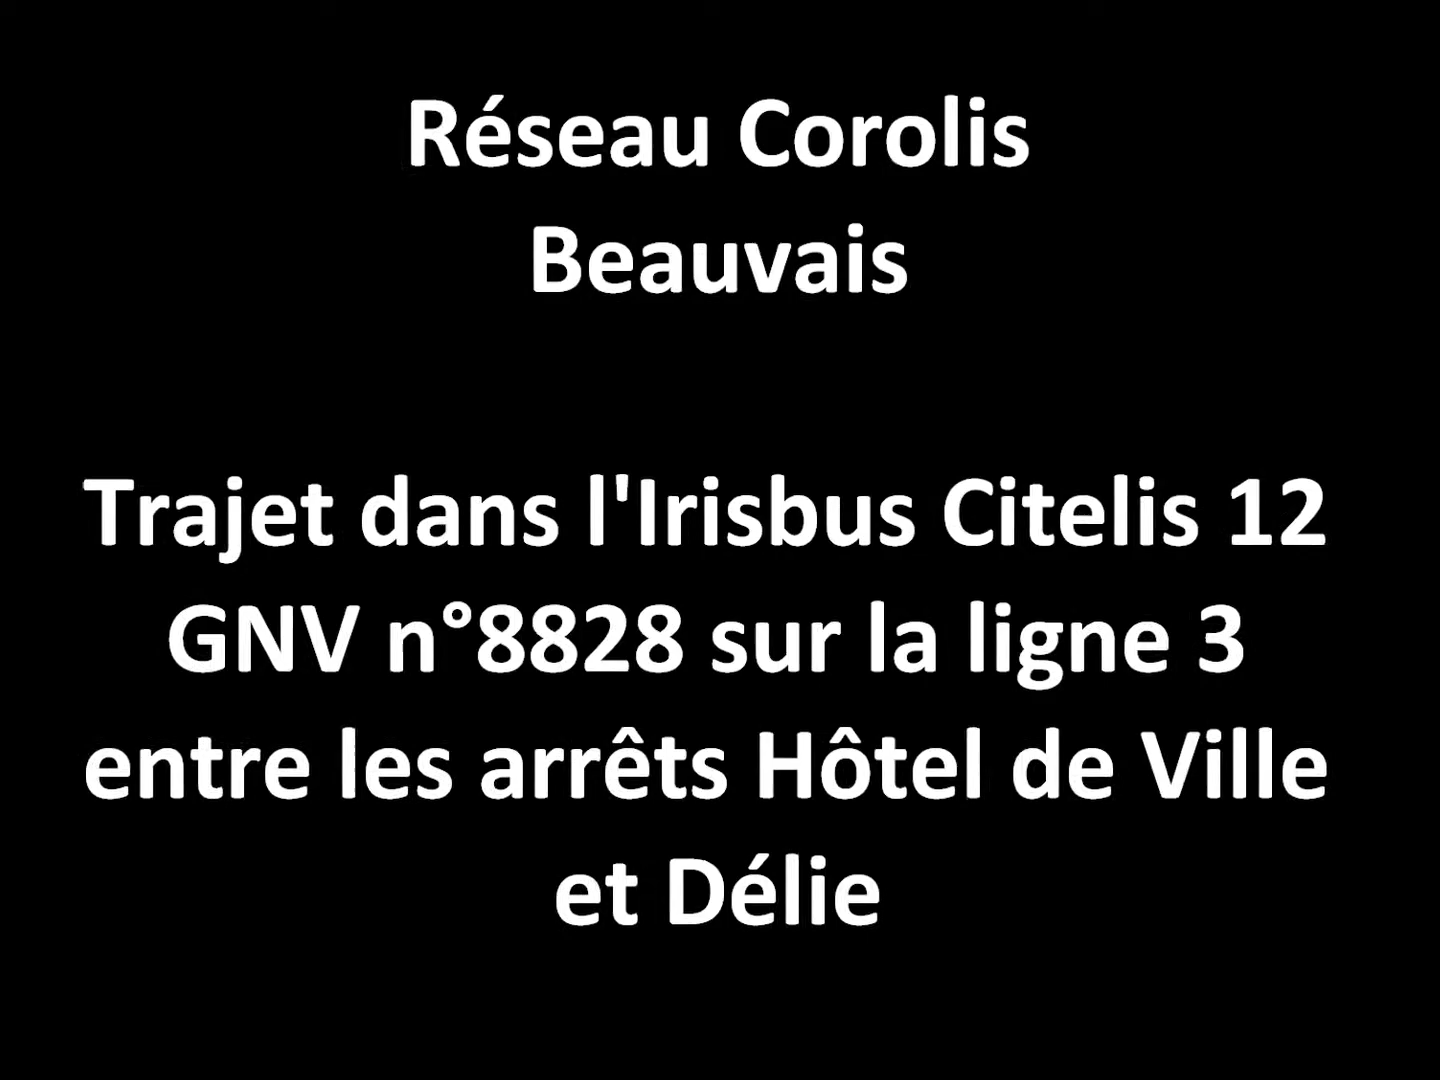 Réseau Corolis
Beauvais
Trajet dans l'Irisbus Citelis 12
GNV n°8828 sur la ligne 3
entre les arrêts Hôtel de Ville
et Délie